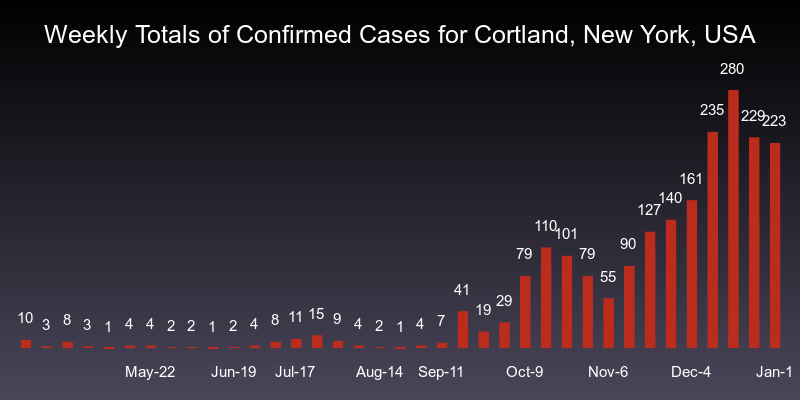 Weekly Totals of Confirmed Cases for Cortland, New York, USA
10 3 8 3 1 4 4 2 2 1 2 4 8 11 15 9 4 2 1 4 7 41 19 29 79 110 101 79 55 90 127 140 161 235 280 229 223
May-22 Jun-19 Jul-17 Aug-14 Sep-11 Oct-9 Nov-6 Dec-4 Jan-1